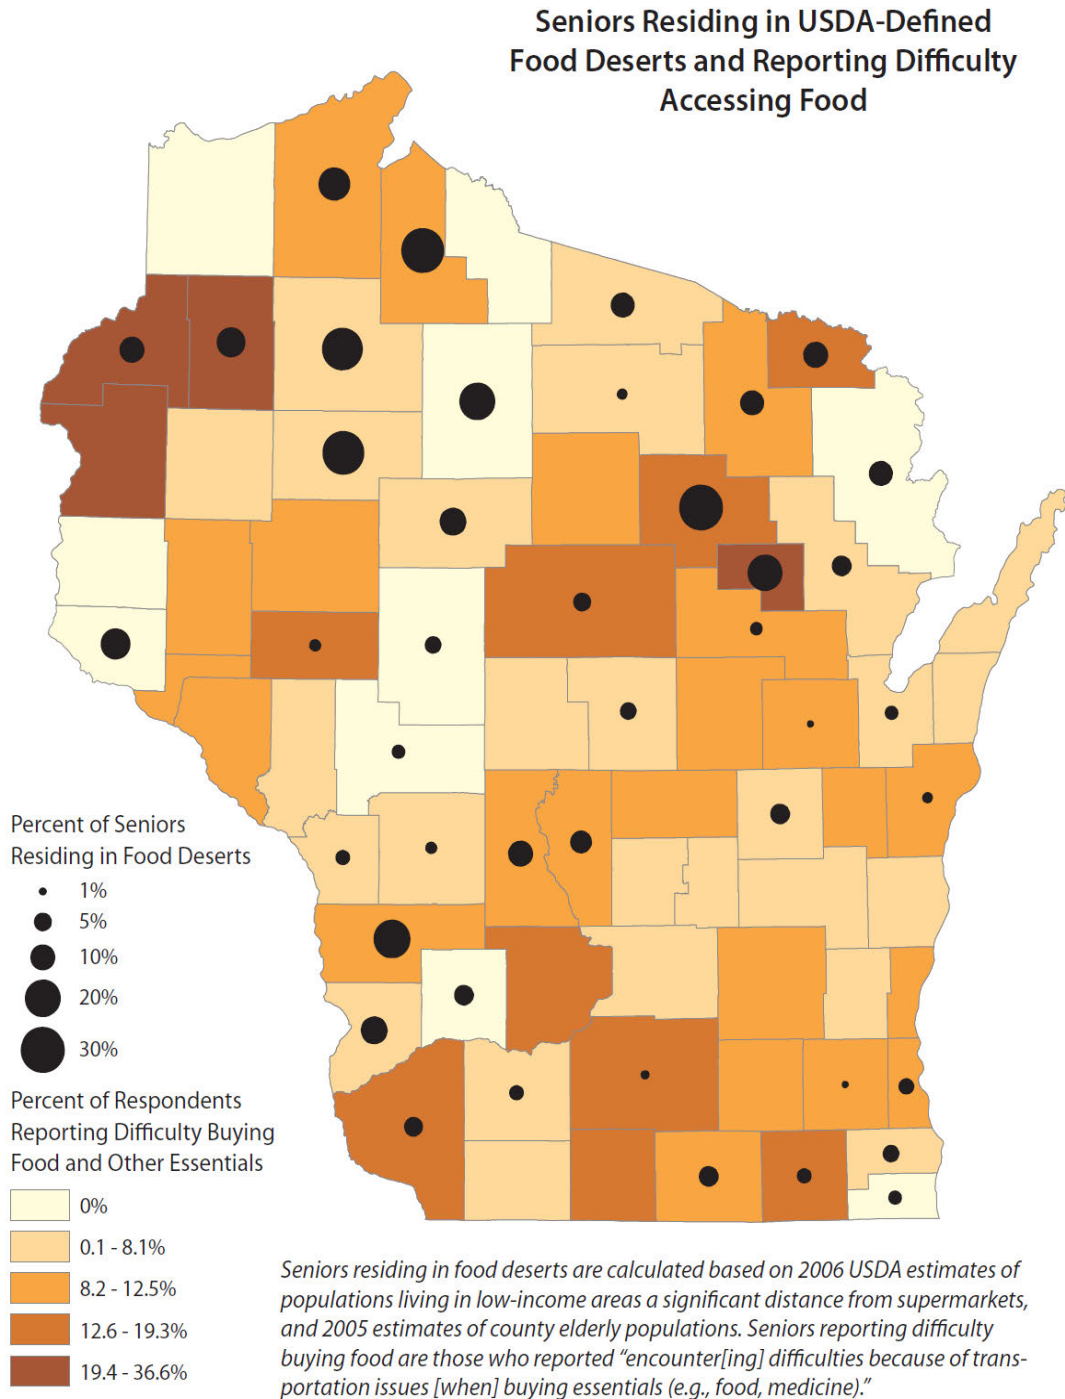 Seniors Residing in USDA-Defined
Food Deserts and Reporting Difficulty
Accessing Food
Percent of Seniors
Residing in Food Deserts
1%
5%
10%
20%
30%
Percent of Respondents
Reporting Difficulty Buying
Food and Other Essentials
0%
0.1 - 8.1%
8.2 - 12.5%
12.6 - 19.3%
19.4 - 36.6%
Seniors residing in food deserts are calculated based on 2006 USDA estimates of
populations living in low-income areas a significant distance from supermarkets,
and 2005 estimates of county elderly populations. Seniors reporting difficulty
buying food are those who reported “encounter[ing] difficulties because of trans-
portation issues [when] buying essentials (e.g., food, medicine).”